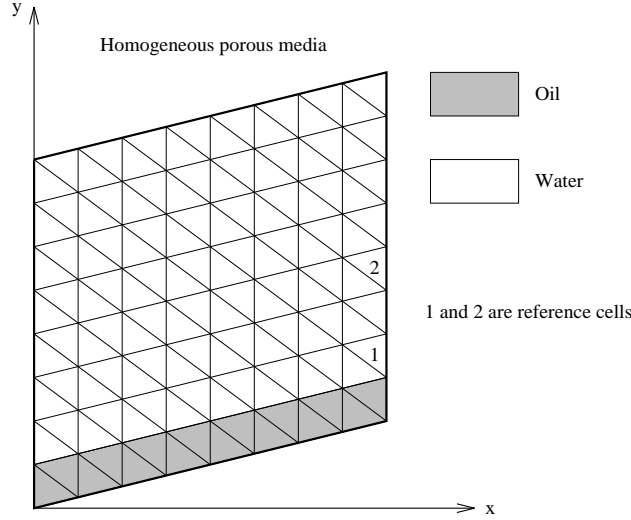 y
Homogeneous porous media
Oil
Water
2
1 and 2 are reference cells
1
x